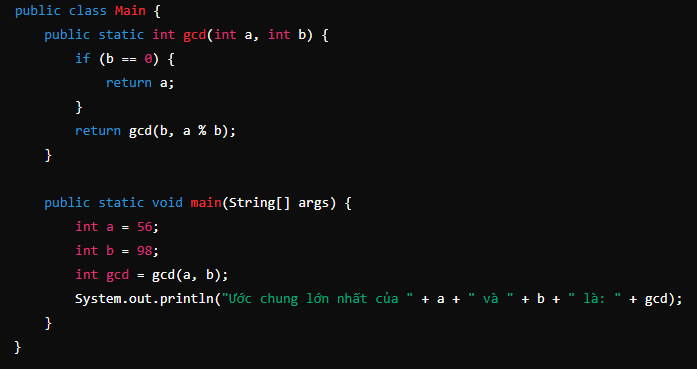 public class Main {
    public static int gcd(int a, int b) {
        if (b == 0) {
            return a;
        }
        return gcd(b, a % b);
    }

    public static void main(String[] args) {
        int a = 56;
        int b = 98;
        int gcd = gcd(a, b);
        System.out.println("Ước chung lớn nhất của " + a + " và " + b + " là: " + gcd);
    }
}